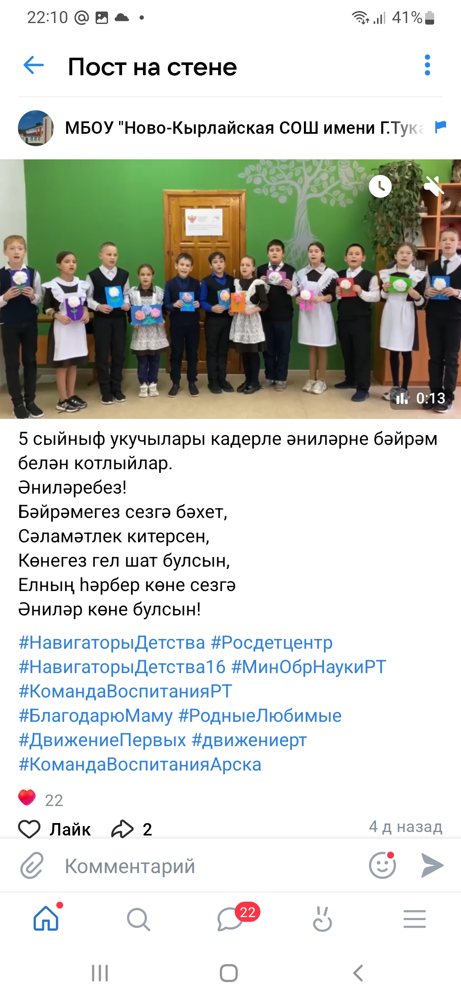 22:10
41%
Пост на стене
МБОУ "Ново-Кырлайская СОШ имени Г.Тука
0:13
5 сыйныф укучылары кадерле әниләрне бәйрәм
белән котлыйлар.
Әниләребез!
Бәйрәмегез сезгә бәхет,
Сәламәтлек китерсен,
Көнегез гел шат булсын,
Елның һәрбер көне сезгә
Әниләр көне булсын!
#НавигаторыДетства #Росдетцентр
#НавигаторыДетства16 #МинОбрНаукиРТ
#КомандаВоспитанияРТ
#БлагодарюМаму #РодныеЛюбимые
#ДвижениеПервых #движениерт
#КомандаВоспитанияАрска
22
Лайк 2
4 д назад
Комментарий
22